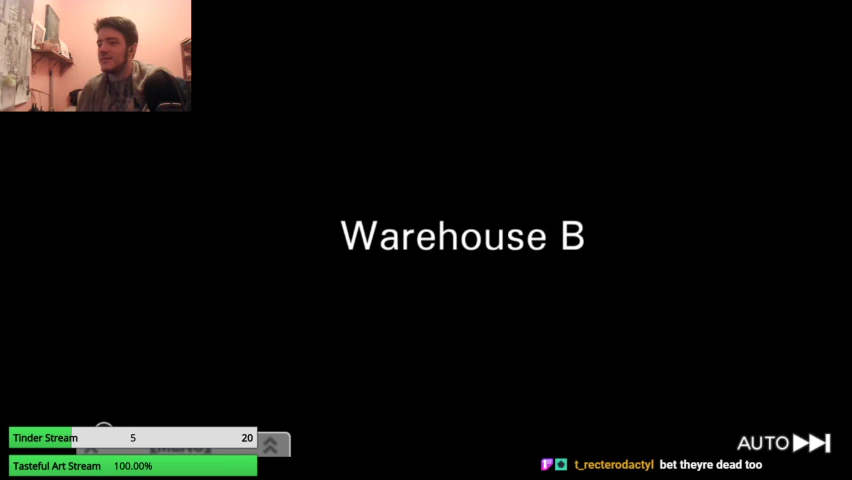 Warehouse B
Tinder Stream 5 20
AUTO
Tasteful Art Stream 100.00%
t_recterodactyl bet theyre dead too